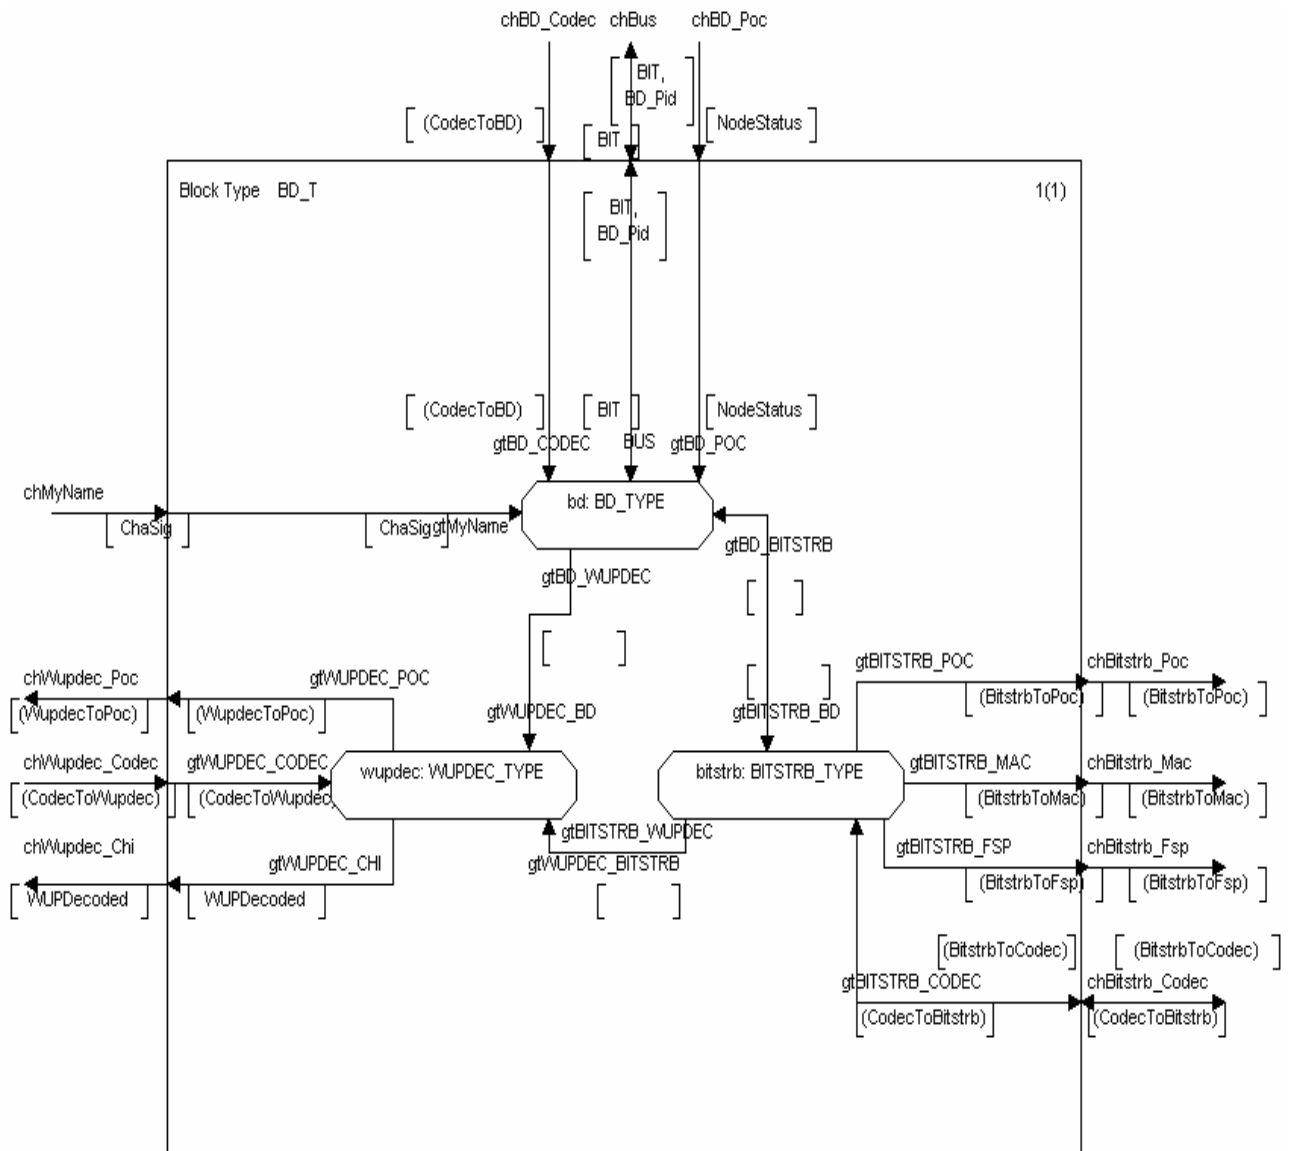 chBD_Codec chBus chBD_Poc
BIT,
BD_Pid
(CodecToBD)
BIT
NodeStatus
Block Type BD_T
1(1)
BIT,
BD_Pid
(CodecToBD)
BIT
NodeStatus
gtBD_CODEC
BUS
gtBD_POC
chMyName
ChaSig
ChaSig
gtMyName
bd: BD_TYPE
gtBD_BITSTRB
gtBD_WUPDEC
chWupdec_Poc
gtWUPDEC_POC
(WupdecToPoc)
(WupdecToPoc)
gtWUPDEC_BD
gtBITSTRB_BD
gtBITSTRB_POC
chBitstrb_Poc
(BitstrbToPoc)
(BitstrbToPoc)
chWupdec_Codec
gtWUPDEC_CODEC
(CodecToWupdec)
(CodecToWupdec)
wupdec: WUPDEC_TYPE
bitstrb: BITSTRB_TYPE
gtBITSTRB_MAC
chBitstrb_Mac
(BitstrbToMac)
(BitstrbToMac)
chWupdec_Chi
gtWUPDEC_CHI
WUPDecoded
WUPDecoded
gtBITSTRB_WUPDEC
gtWUPDEC_BITSTRB
gtBITSTRB_FSP
chBitstrb_Fsp
(BitstrbToFsp)
(BitstrbToFsp)
(BitstrbToCodec)
(BitstrbToCodec)
gtBITSTRB_CODEC
chBitstrb_Codec
(CodecToBitstrb)
(CodecToBitstrb)